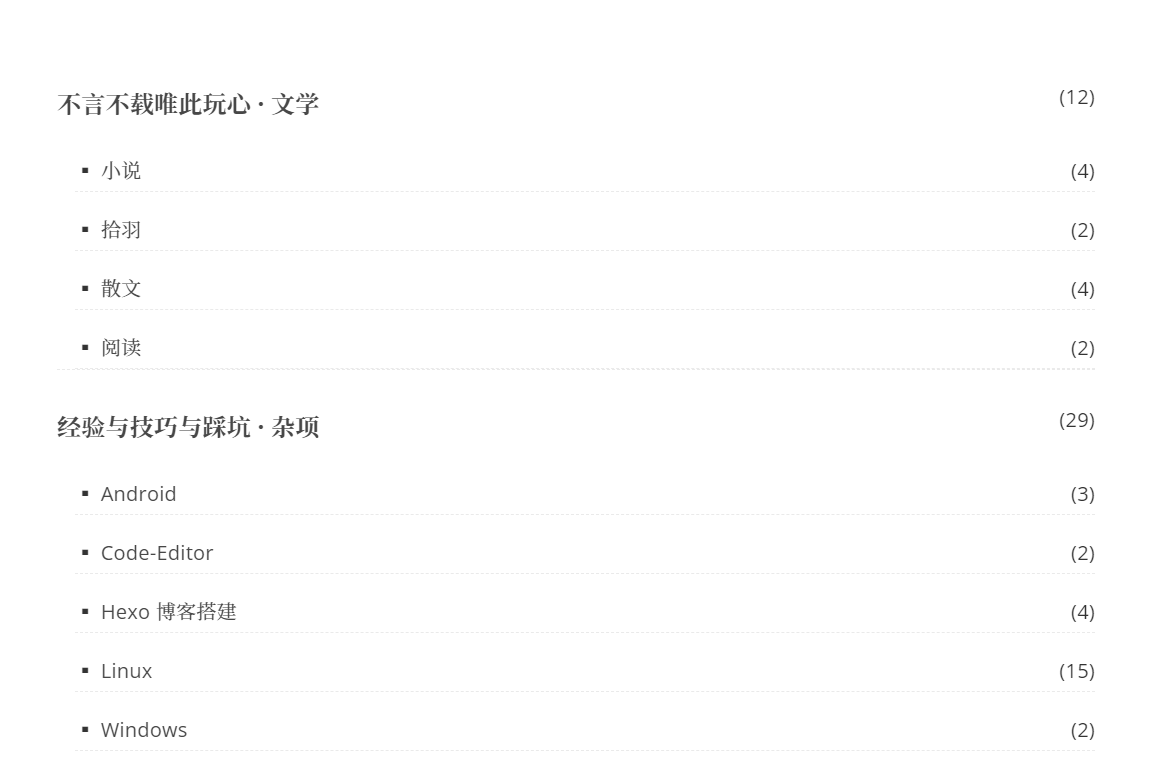 不言不载唯此玩心 · 文学 (12)
▪ 小说 (4)
▪ 拾羽 (2)
▪ 散文 (4)
▪ 阅读 (2)
经验与技巧与踩坑 · 杂项 (29)
▪ Android (3)
▪ Code-Editor (2)
▪ Hexo 博客搭建 (4)
▪ Linux (15)
▪ Windows (2)